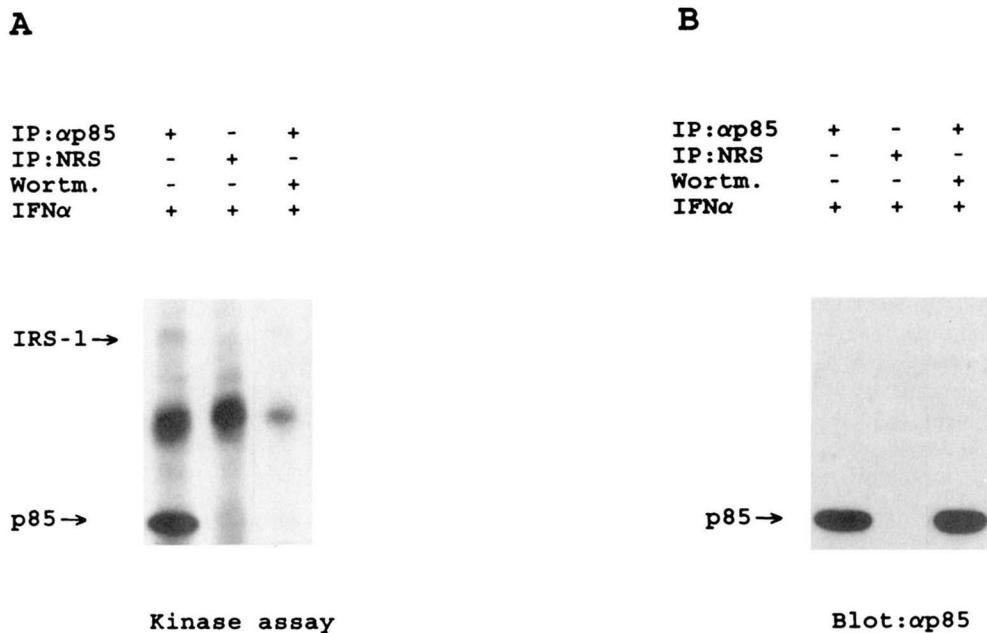 A
IP:αp85 + - +
IP:NRS - + -
Wortm. - - +
IFNα + + +
IRS-1→
p85→
Kinase assay
B
IP:αp85 + - +
IP:NRS - + -
Wortm. - - +
IFNα + + +
p85→
Blot:αp85